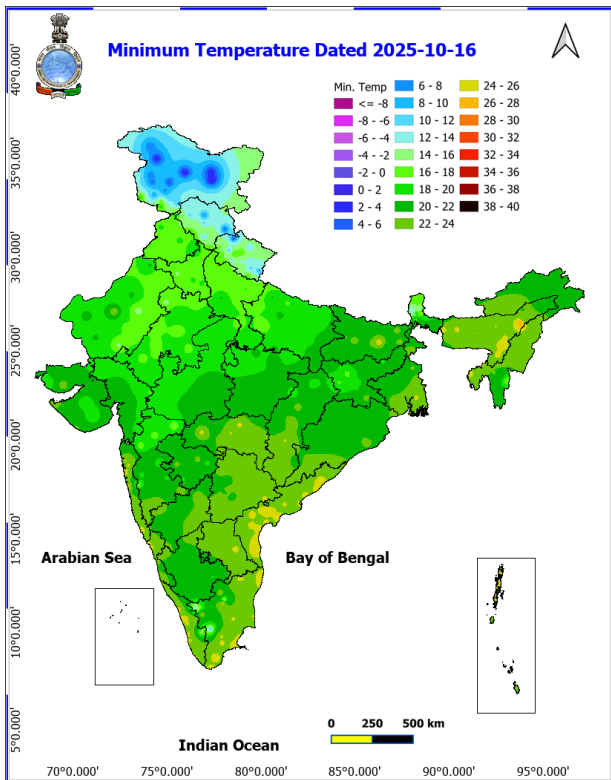 Minimum Temperature Dated 2025-10-16
Min. Temp
<= -8
-8 - -6
-6 - -4
-4 - -2
-2 - 0
0 - 2
2 - 4
4 - 6
6 - 8
8 - 10
10 - 12
12 - 14
14 - 16
16 - 18
18 - 20
20 - 22
22 - 24
24 - 26
26 - 28
28 - 30
30 - 32
32 - 34
34 - 36
36 - 38
38 - 40
40°0.000'
35°0.000'
30°0.000'
25°0.000'
20°0.000'
15°0.000'
10°0.000'
5°0.000'
Arabian Sea
Bay of Bengal
0 250 500 km
Indian Ocean
70°0.000' 75°0.000' 80°0.000' 85°0.000' 90°0.000' 95°0.000'